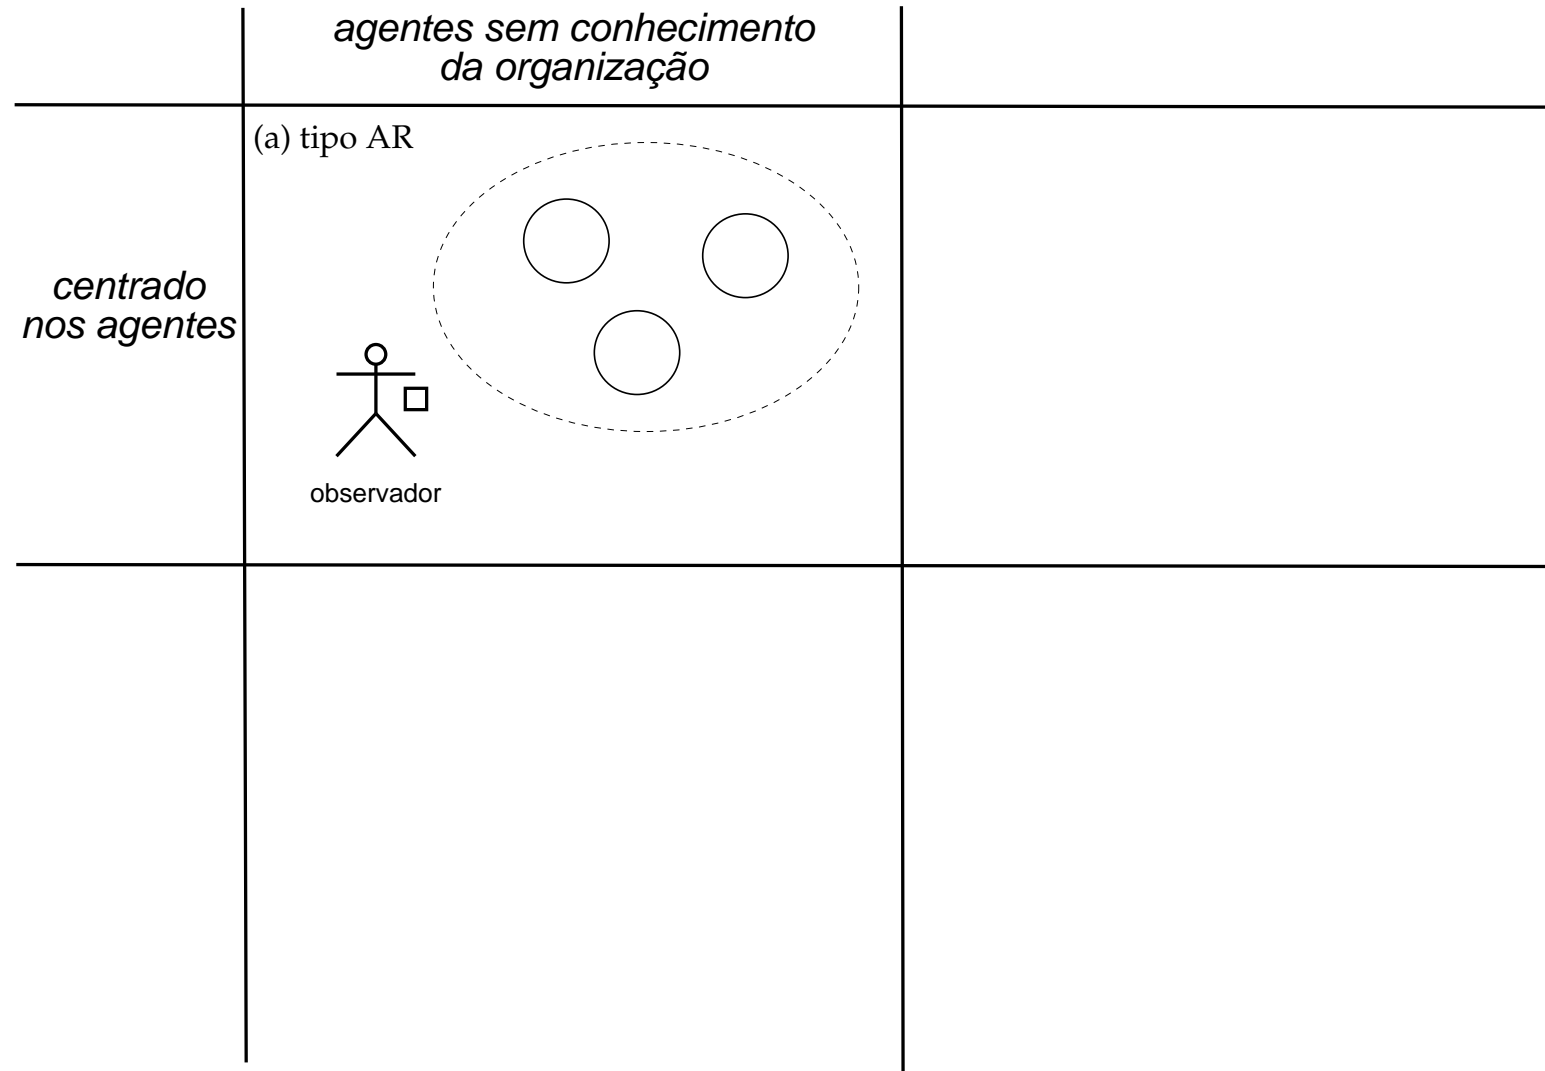 agentes sem conhecimento
da organização
(a) tipo AR
centrado
nos agentes
observador